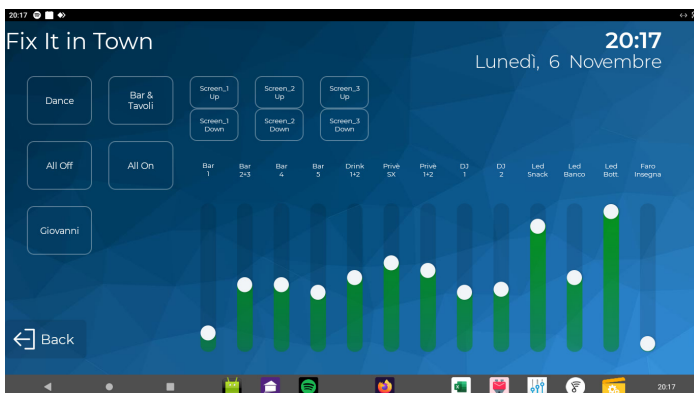 20:17
Fix It in Town
20:17
Lunedì, 6 Novembre
Dance
Bar &
Tavoli
Screen_1
Up
Screen_2
Up
Screen_3
Up
Screen_1
Down
Screen_2
Down
Screen_3
Down
All Off
All On
Bar
1
Bar
2+3
Bar
4
Bar
5
Drink
1+2
Privè
SX
Privè
1+2
DJ
1
DJ
2
Led
Snack
Led
Banco
Led
Bott.
Faro
Insegna
Giovanni
Back
20:17